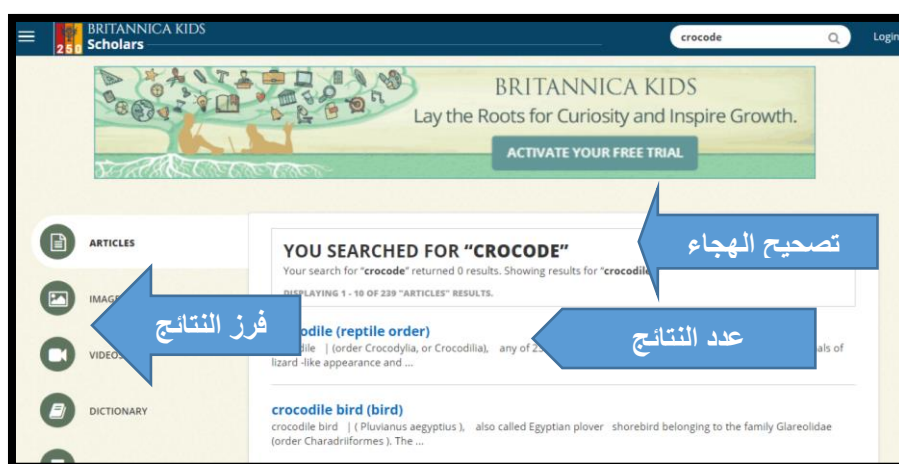 BRITANNICA KIDS
Scholars
250
crocode
Login
BRITANNICA KIDS
Lay the Roots for Curiosity and Inspire Growth.
ACTIVATE YOUR FREE TRIAL
ARTICLES
تصحيح الهجاء
YOU SEARCHED FOR “CROCODE”
Your search for "crocode" returned 0 results. Showing results for "crocodile
DISPLAYING 1 - 10 OF 239 "ARTICLES" RESULTS.
فرز النتائج
عدد النتائج
(reptile order)
(order Crocodylia, or Crocodilia), any of
of
lizard -like appearance and ...
VIDEOS
DICTIONARY
crocodile bird (bird)
crocodile bird | ( Pluvianus aegyptius ), also called Egyptian plover shorebird belonging to the family Glareolidae
(order Charadriiformes ). The ...